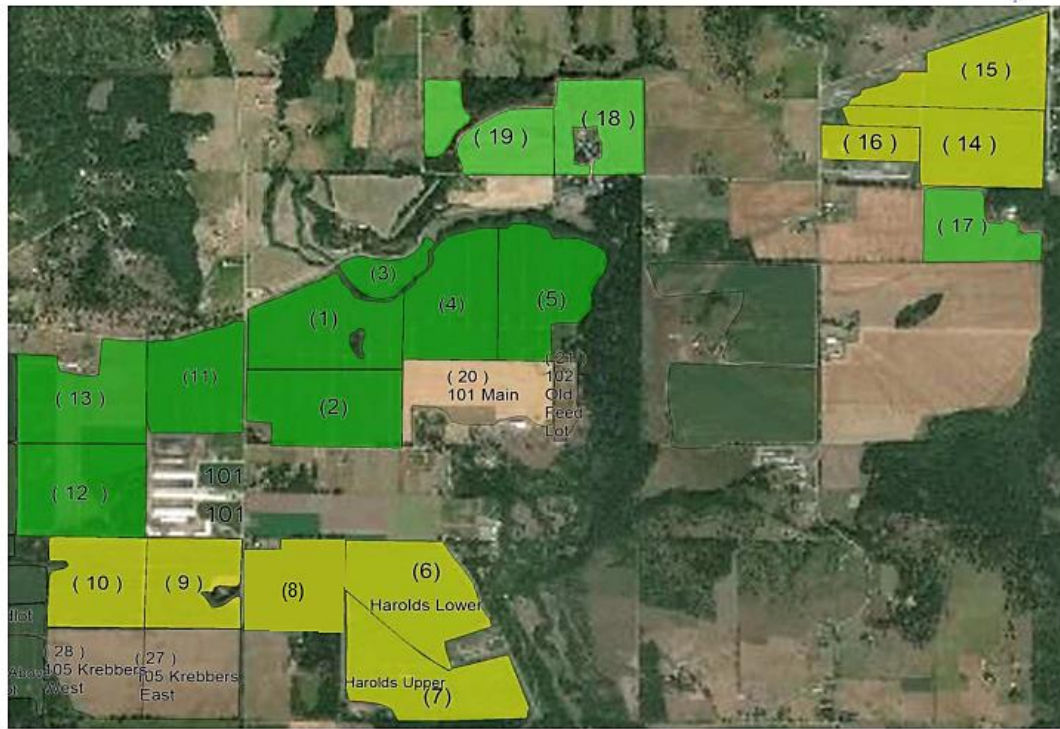 ( 15 )
( 18 )
( 19 )
( 16 )
( 14 )
( 17 )
(3)
(4)
(5)
(1)
( 21 )
102
Old
Feed
Lot
( 20 )
101 Main
(11)
(2)
( 13 )
101
( 12 )
101
(6)
( 10 )
( 9 )
(8)
Harolds Lower
( 28 )
105 Krebbers
West
( 27 )
105 Krebbers
East
Harolds Upper
(7)